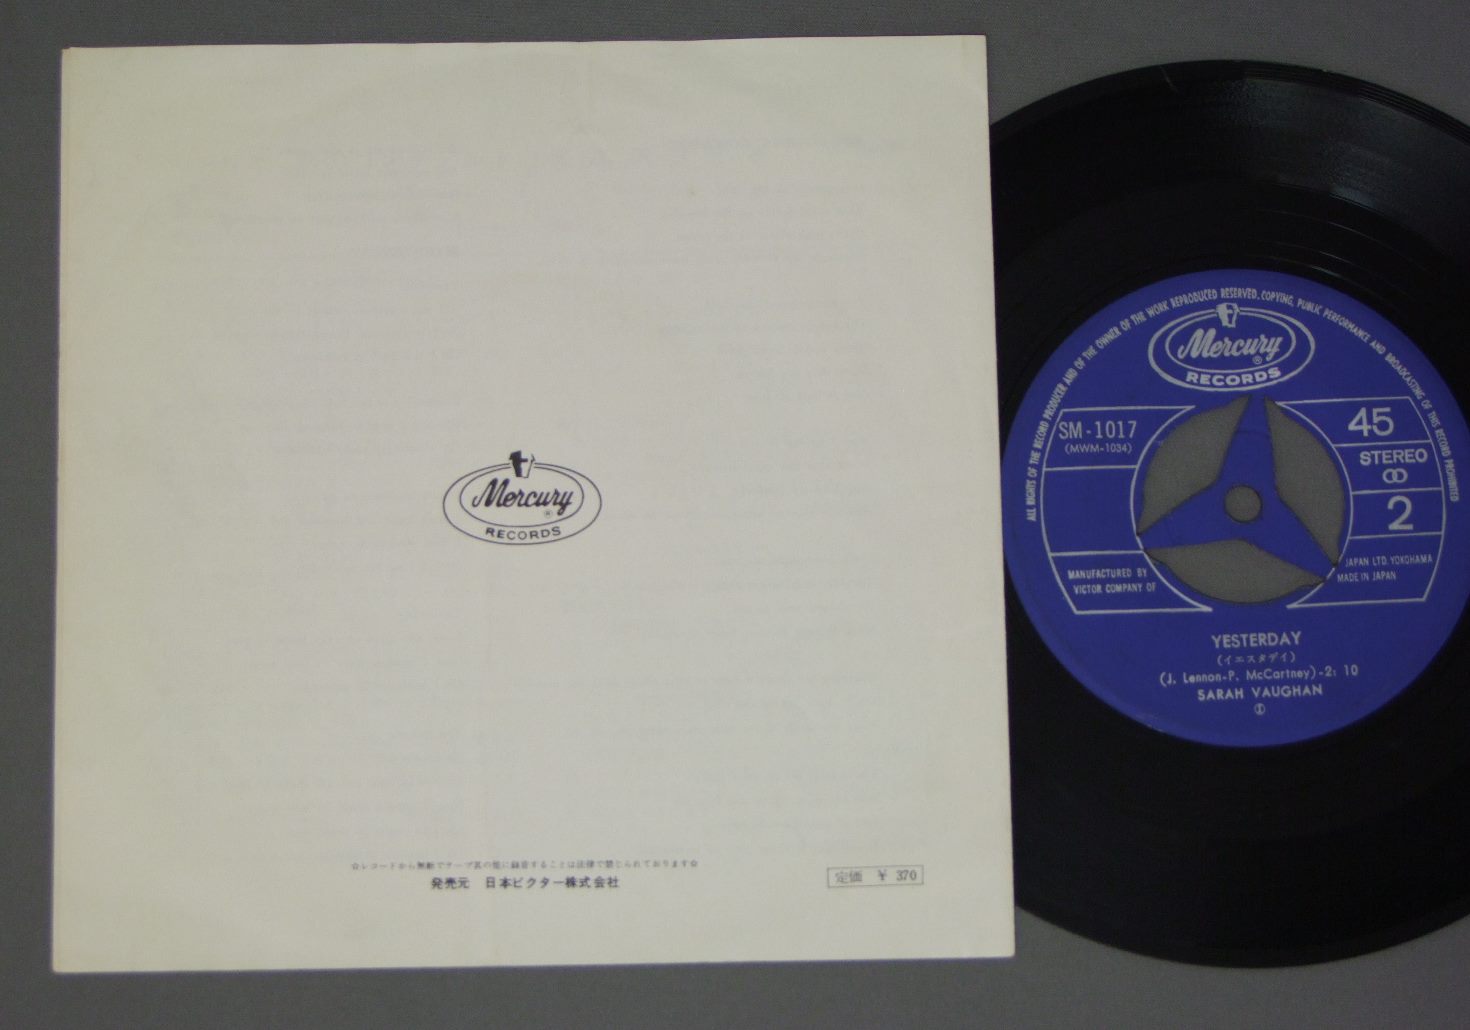 Mercury
®
RECORDS
☆レコードから無断でテープ其の他に録音することは法律で禁じられております☆
発売元 日本ビクター株式会社
定価 ¥ 370
ALL RIGHTS OF THE RECORD PRODUCER AND OF THE OWNER OF THE WORK REPRODUCED RESERVED. COPYING, PUBLIC PERFORMANCE AND BROADCASTING OF THIS RECORD PROHIBITED
Mercury
®
RECORDS
SM-1017
(MWM-1034)
45
STEREO
2
MANUFACTURED BY
VICTOR COMPANY OF
JAPAN LTD. YOKOHAMA
MADE IN JAPAN
YESTERDAY
(イエスタデイ)
(J. Lennon-P. McCartney)-2: 10
SARAH VAUGHAN